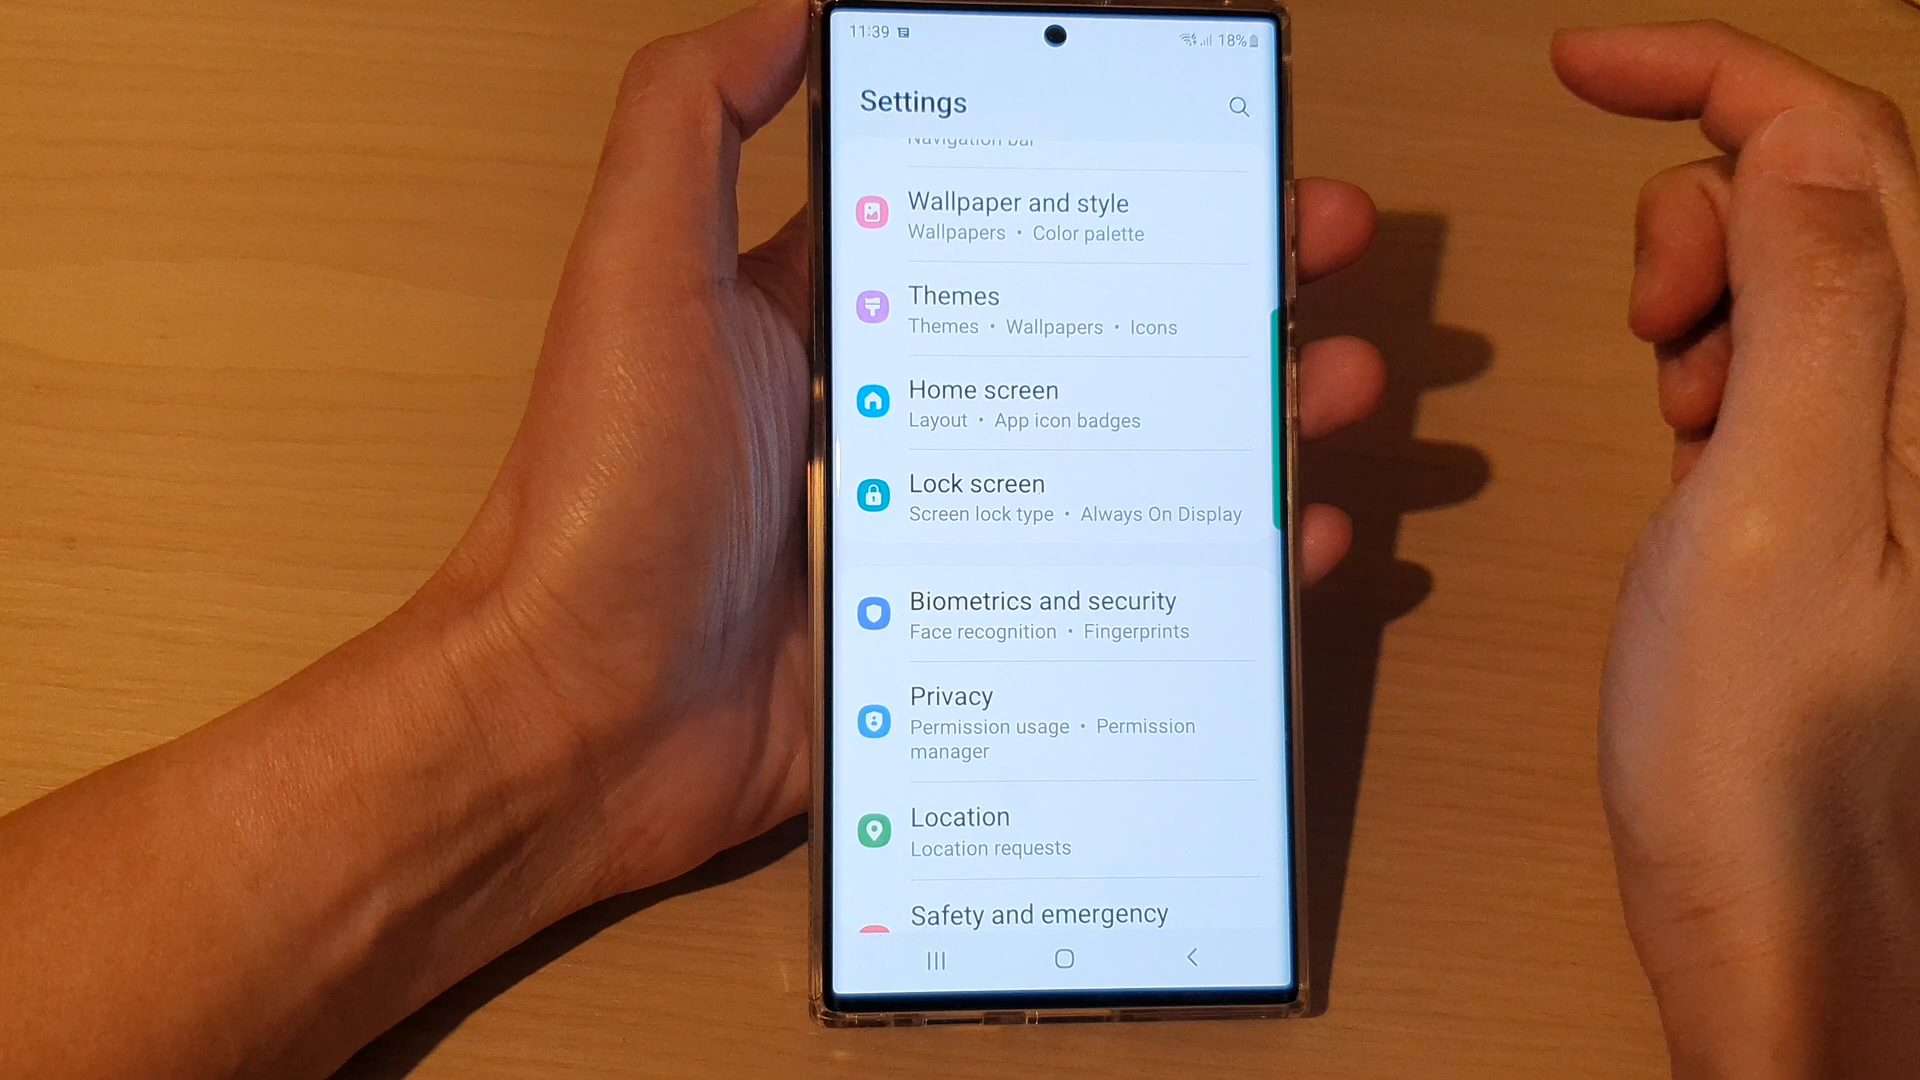 11:39
18%
Settings
Navigation bar
Wallpaper and style
Wallpapers • Color palette
Themes
Themes • Wallpapers • Icons
Home screen
Layout • App icon badges
Lock screen
Screen lock type • Always On Display
Biometrics and security
Face recognition • Fingerprints
Privacy
Permission usage • Permission
manager
Location
Location requests
Safety and emergency